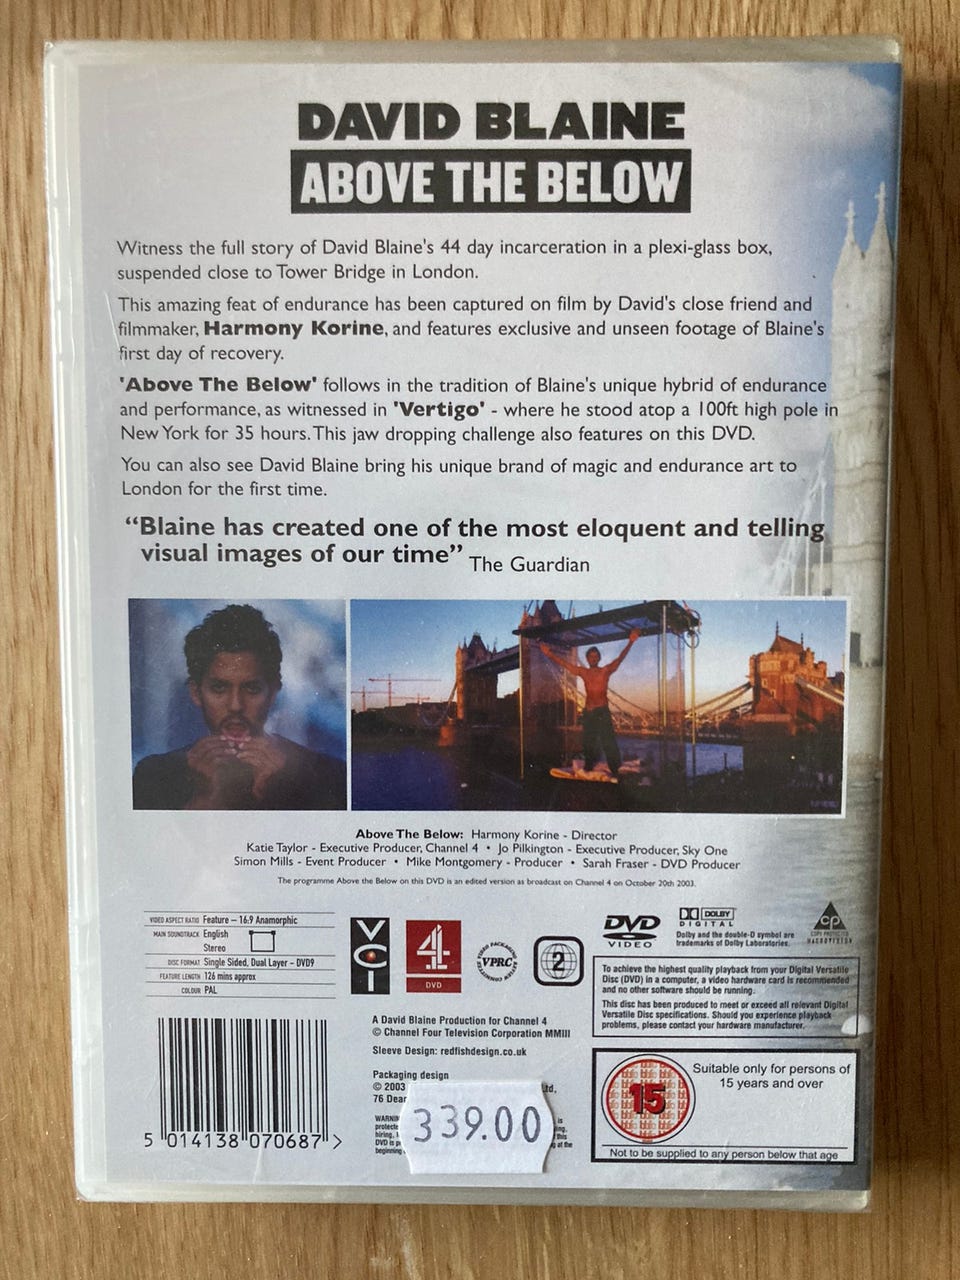 DAVID BLAINE
ABOVE THE BELOW
Witness the full story of David Blaine's 44 day incarceration in a plexi-glass box,
suspended close to Tower Bridge in London.
This amazing feat of endurance has been captured on film by David's close friend and
filmmaker, Harmony Korine, and features exclusive and unseen footage of Blaine's
first day of recovery.
'Above The Below' follows in the tradition of Blaine's unique hybrid of endurance
and performance, as witnessed in 'Vertigo' - where he stood atop a 100ft high pole in
New York for 35 hours. This jaw dropping challenge also features on this DVD.
You can also see David Blaine bring his unique brand of magic and endurance art to
London for the first time.
“Blaine has created one of the most eloquent and telling
visual images of our time” The Guardian
Above The Below: Harmony Korine - Director
Katie Taylor - Executive Producer, Channel 4 • Jo Pilkington - Executive Producer, Sky One
Simon Mills - Event Producer • Mike Montgomery - Producer • Sarah Fraser - DVD Producer
The programme Above the Below on this DVD is an edited version as broadcast on Channel 4 on October 20th 2003.
VIDEO ASPECT RATIO Feature – 16:9 Anamorphic
MAIN SOUNDTRACK English
Stereo
DISC FORMAT Single Sided, Dual Layer - DVD9
FEATURE LENGTH 126 mins approx
COLOUR PAL
VCI
4
DVD
VPRC
2
DVD
VIDEO
DOLBY
DIGITAL
Dolby and the double-D symbol are
trademarks of Dolby Laboratories.
CP
COPY PROTECTED
MACROVISION
To achieve the highest quality playback from your Digital Versatile
Disc (DVD) in a computer, a video hardware card is recommended
and no other software should be running.
This disc has been produced to meet or exceed all relevant Digital
Versatile Disc specifications. Should you experience playback
problems, please contact your hardware manufacturer.
A David Blaine Production for Channel 4
© Channel Four Television Corporation MMIII
Sleeve Design: redfishdesign.co.uk
Packaging design
© 2003 td,
76 Dea
339.00
5 014138 070687 >
15
Suitable only for persons of
15 years and over
Not to be supplied to any person below that age